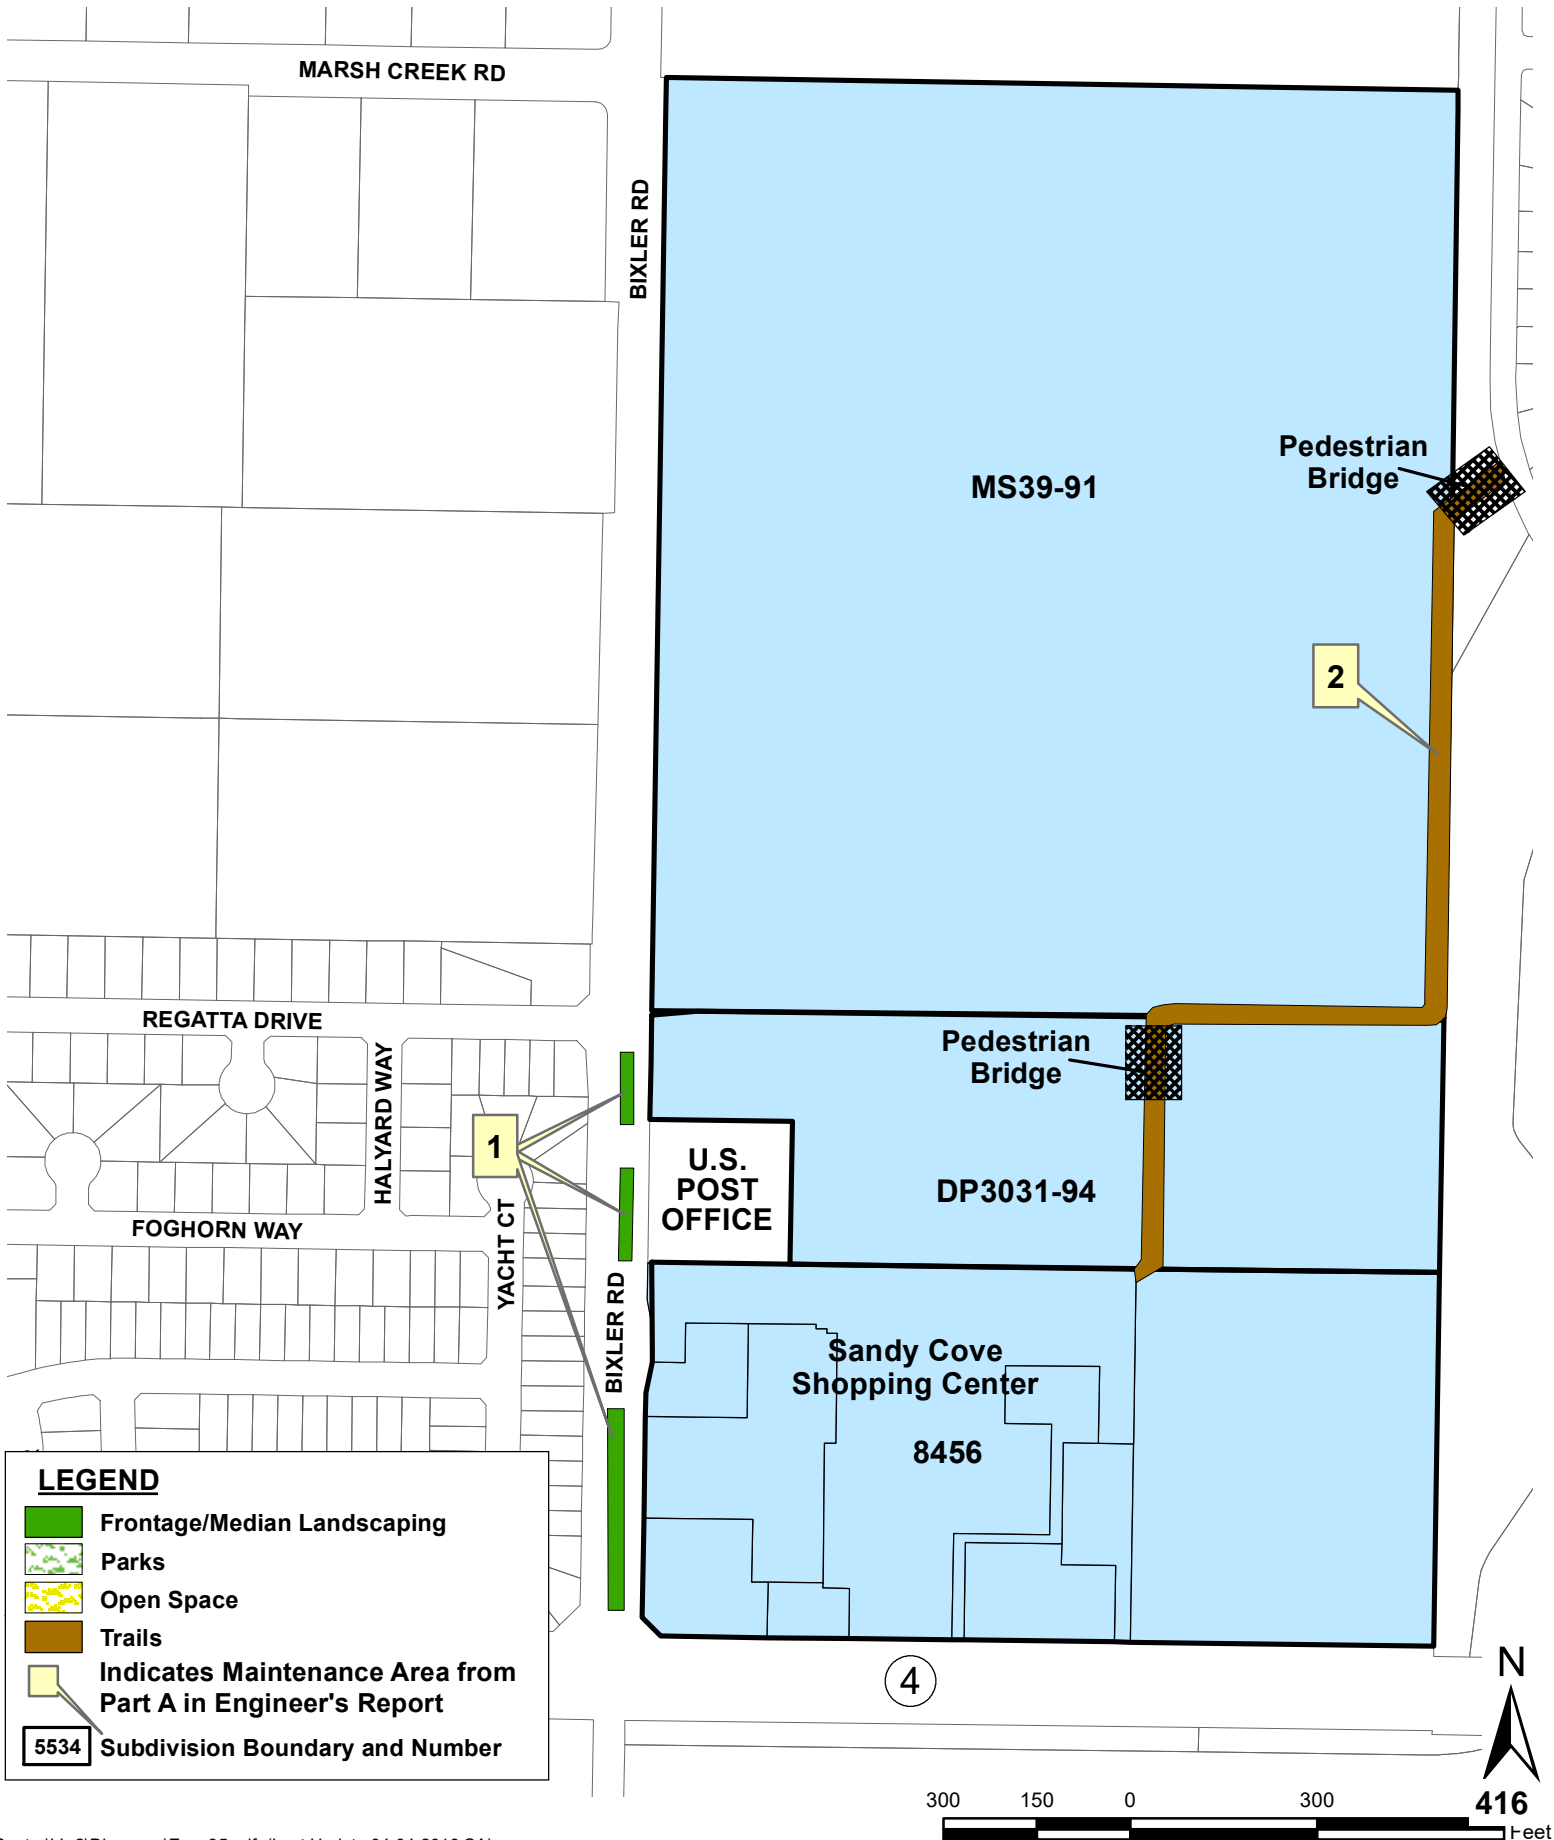 MARSH CREEK RD
BIXLER RD
MS39-91
Pedestrian
Bridge
2
REGATTA DRIVE
HALYARD WAY
Pedestrian
Bridge
1
U.S.
POST
OFFICE
DP3031-94
FOGHORN WAY
YACHT CT
BIXLER RD
Sandy Cove
Shopping Center
8456
LEGEND
Frontage/Median Landscaping
Parks
Open Space
Trails
Indicates Maintenance Area from
Part A in Engineer's Report
5534 Subdivision Boundary and Number
4
N
300 150 0 300
416
Feet